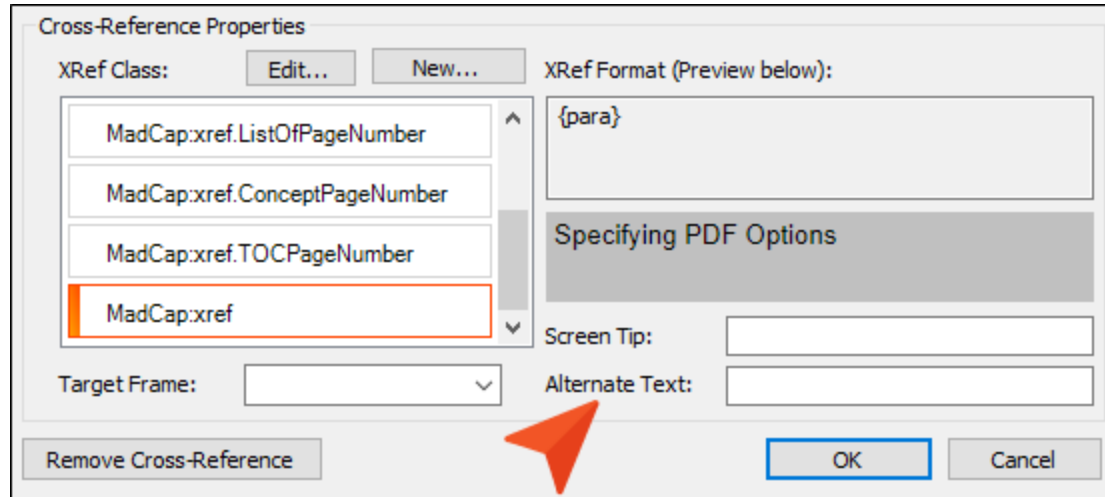 Cross-Reference Properties
XRef Class:
Edit...
New...
XRef Format (Preview below):
MadCap:xref.ListOfPageNumber
MadCap:xref.ConceptPageNumber
MadCap:xref.TOCPageNumber
MadCap:xref
{para}
Specifying PDF Options
Screen Tip:
Target Frame:
Alternate Text:
Remove Cross-Reference
OK
Cancel